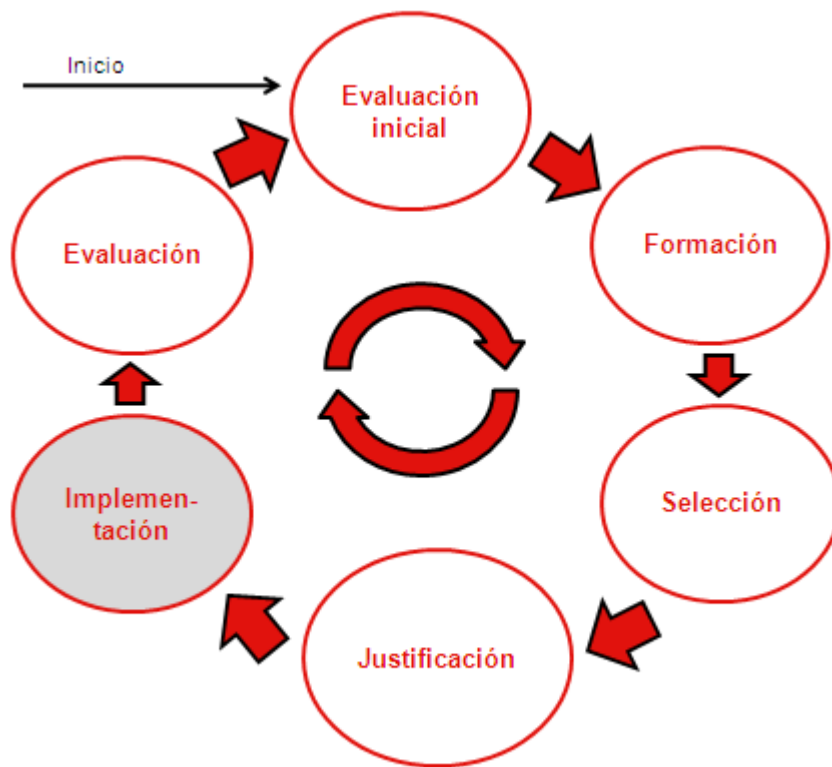 Inicio
Evaluación
inicial
Formación
Selección
Justificación
Implemen-
tación
Evaluación